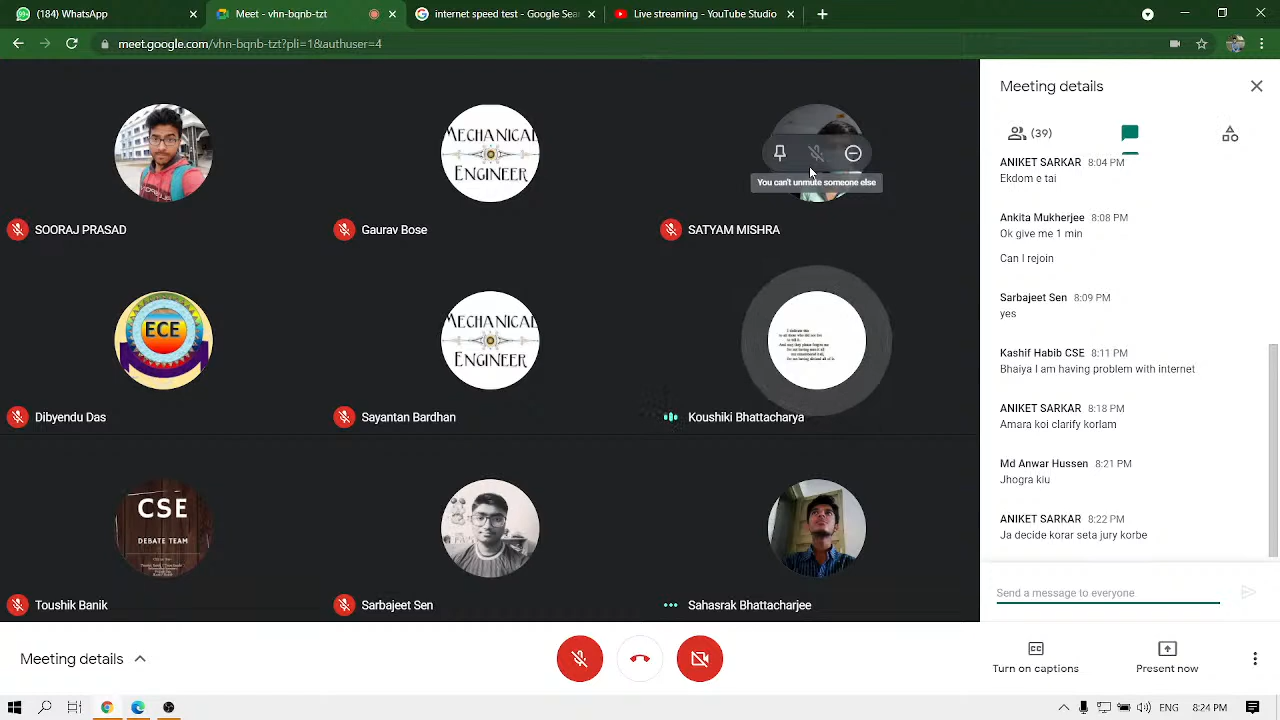 (184) WhatsApp
Meet - vhn-bqnb-tzt
internet speed test - Google Sea
Live streaming - YouTube Studio
meet.google.com/vhn-bqnb-tzt?pli=1&authuser=4
MECHANICAL
ENGINEER
You can't unmute someone else
SOORAJ PRASAD
Gaurav Bose
SATYAM MISHRA
ECE
MECHANICAL
ENGINEER
Dibyendu Das
Sayantan Bardhan
Koushiki Bhattacharya
CSE
DEBATE TEAM
Toushik Banik
Sarbajeet Sen
Sahasrak Bhattacharjee
Meeting details
(39)
ANIKET SARKAR 8:04 PM
Ekdom e tai
Ankita Mukherjee 8:08 PM
Ok give me 1 min
Can I rejoin
Sarbajeet Sen 8:09 PM
yes
Kashif Habib CSE 8:11 PM
Bhaiya I am having problem with internet
ANIKET SARKAR 8:18 PM
Amara koi clarify korlam
Md Anwar Hussen 8:21 PM
Jhogra kiu
ANIKET SARKAR 8:22 PM
Ja decide korar seta jury korbe
Send a message to everyone
Meeting details
Turn on captions
Present now
ENG
8:24 PM